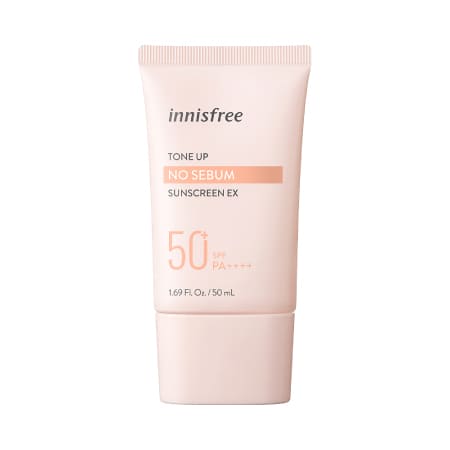 innisfree
TONE UP
NO SEBUM
SUNSCREEN EX
50+ SPF
PA++++
1.69 Fl. Oz. / 50 mL